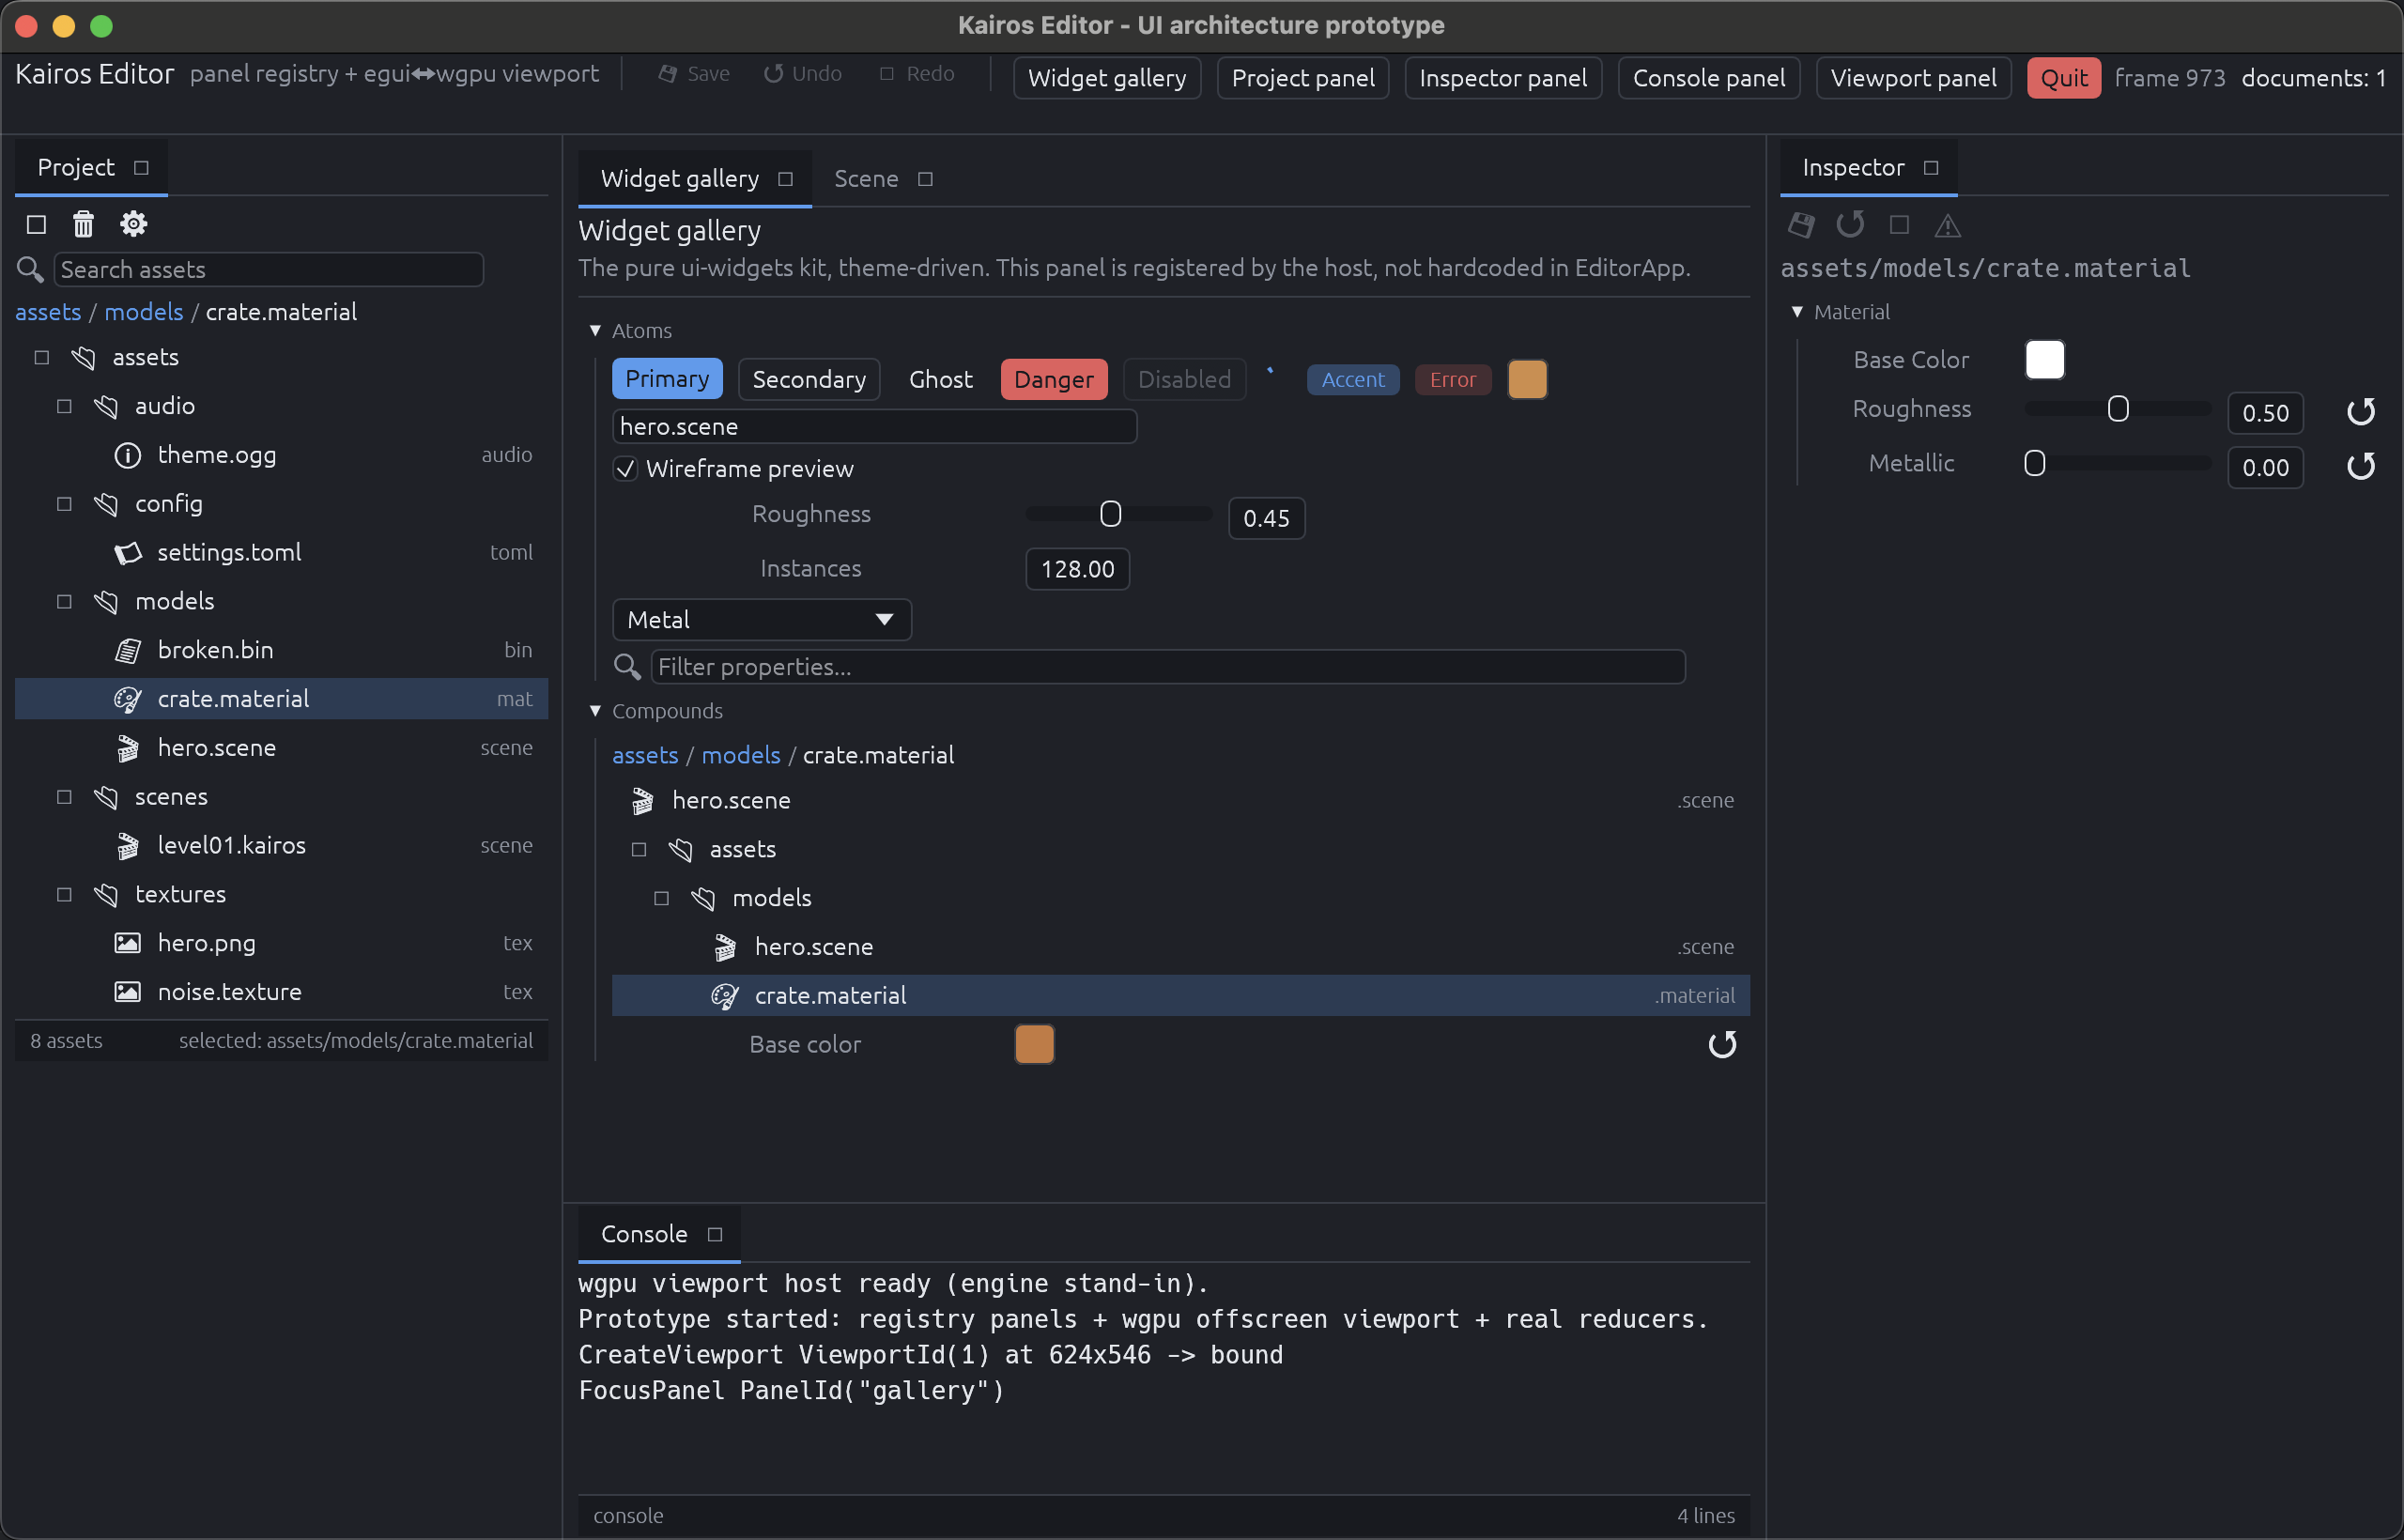 Kairos Editor - UI architecture prototype
Kairos Editor panel registry + egui↔wgpu viewport Save Undo Redo Widget gallery Project panel Inspector panel Console panel Viewport panel Quit frame 973 documents: 1
Project
Search assets
assets / models / crate.material
assets
audio
theme.ogg audio
config
settings.toml toml
models
broken.bin bin
crate.material mat
hero.scene scene
scenes
level01.kairos scene
textures
hero.png tex
noise.texture tex
8 assets selected: assets/models/crate.material
Widget gallery Scene
Widget gallery
The pure ui-widgets kit, theme-driven. This panel is registered by the host, not hardcoded in EditorApp.
Atoms
Primary Secondary Ghost Danger Disabled Accent Error
hero.scene
Wireframe preview
Roughness 0.45
Instances 128.00
Metal
Filter properties...
Compounds
assets / models / crate.material
hero.scene .scene
assets
models
hero.scene .scene
crate.material .material
Base color
Console
wgpu viewport host ready (engine stand-in).
Prototype started: registry panels + wgpu offscreen viewport + real reducers.
CreateViewport ViewportId(1) at 624x546 -> bound
FocusPanel PanelId("gallery")
console 4 lines
Inspector
assets/models/crate.material
Material
Base Color
Roughness 0.50
Metallic 0.00